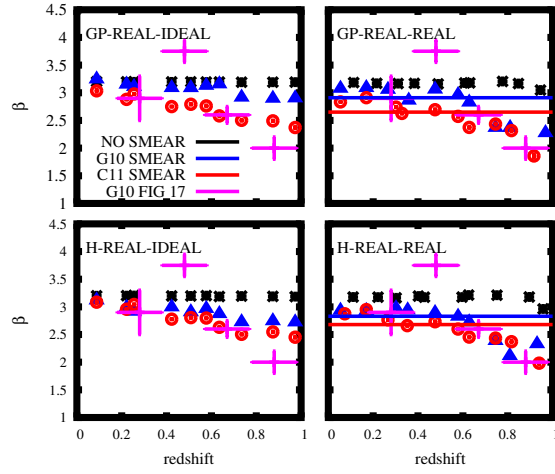 4.5
4
3.5
3
2.5
2
1.5
1
β
GP-REAL-IDEAL
NO SMEAR
G10 SMEAR
C11 SMEAR
G10 FIG 17
GP-REAL-REAL
4.5
4
3.5
3
2.5
2
1.5
1
β
H-REAL-IDEAL
H-REAL-REAL
0 0.2 0.4 0.6 0.8
0 0.2 0.4 0.6 0.8 1
redshift
redshift